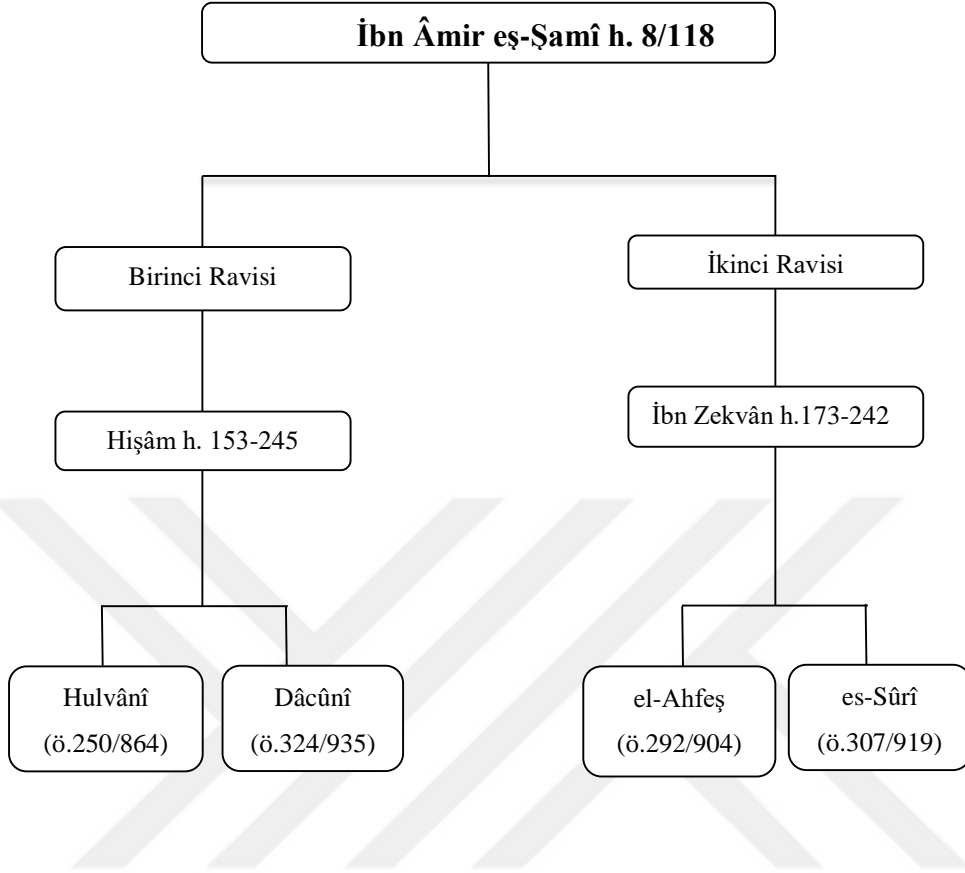 İbn Âmir eş-Şamî h. 8/118
Birinci Ravisi
İkinci Ravisi
Hişâm h. 153-245
İbn Zekvân h.173-242
Hulvânî
(ö.250/864)
Dâcûnî
(ö.324/935)
el-Ahfeş
(ö.292/904)
es-Sûrî
(ö.307/919)